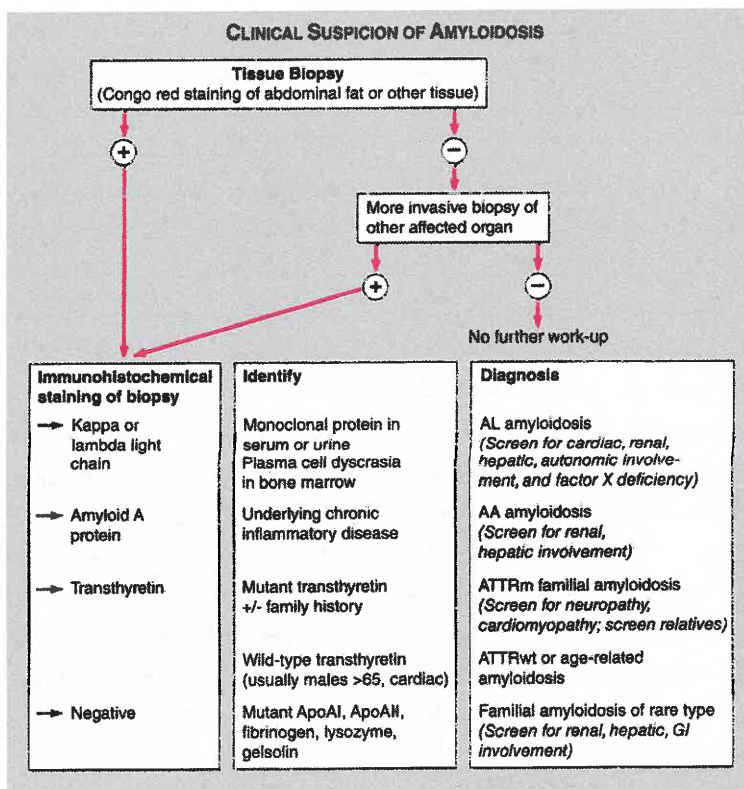 CLINICAL SUSPICION OF AMYLOIDOSIS
Tissue Biopsy
(Congo red staining of abdominal fat or other tissue)
+
−
More invasive biopsy of
other affected organ
+
−
No further work-up
Immunohistochemical
staining of biopsy
Kappa or
lambda light
chain
Amyloid A
protein
Transthyretin
Negative
Identify
Monoclonal protein in
serum or urine
Plasma cell dyscrasia
in bone marrow
Underlying chronic
inflammatory disease
Mutant transthyretin
+/- family history
Wild-type transthyretin
(usually males >65, cardiac)
Mutant ApoAI, ApoAII,
fibrinogen, lysozyme,
gelsolin
Diagnosis
AL amyloidosis
(Screen for cardiac, renal,
hepatic, autonomic involve-
ment, and factor X deficiency)
AA amyloidosis
(Screen for renal,
hepatic involvement)
ATTRm familial amyloidosis
(Screen for neuropathy,
cardiomyopathy; screen relatives)
ATTRwt or age-related
amyloidosis
Familial amyloidosis of rare type
(Screen for renal, hepatic, GI
involvement)